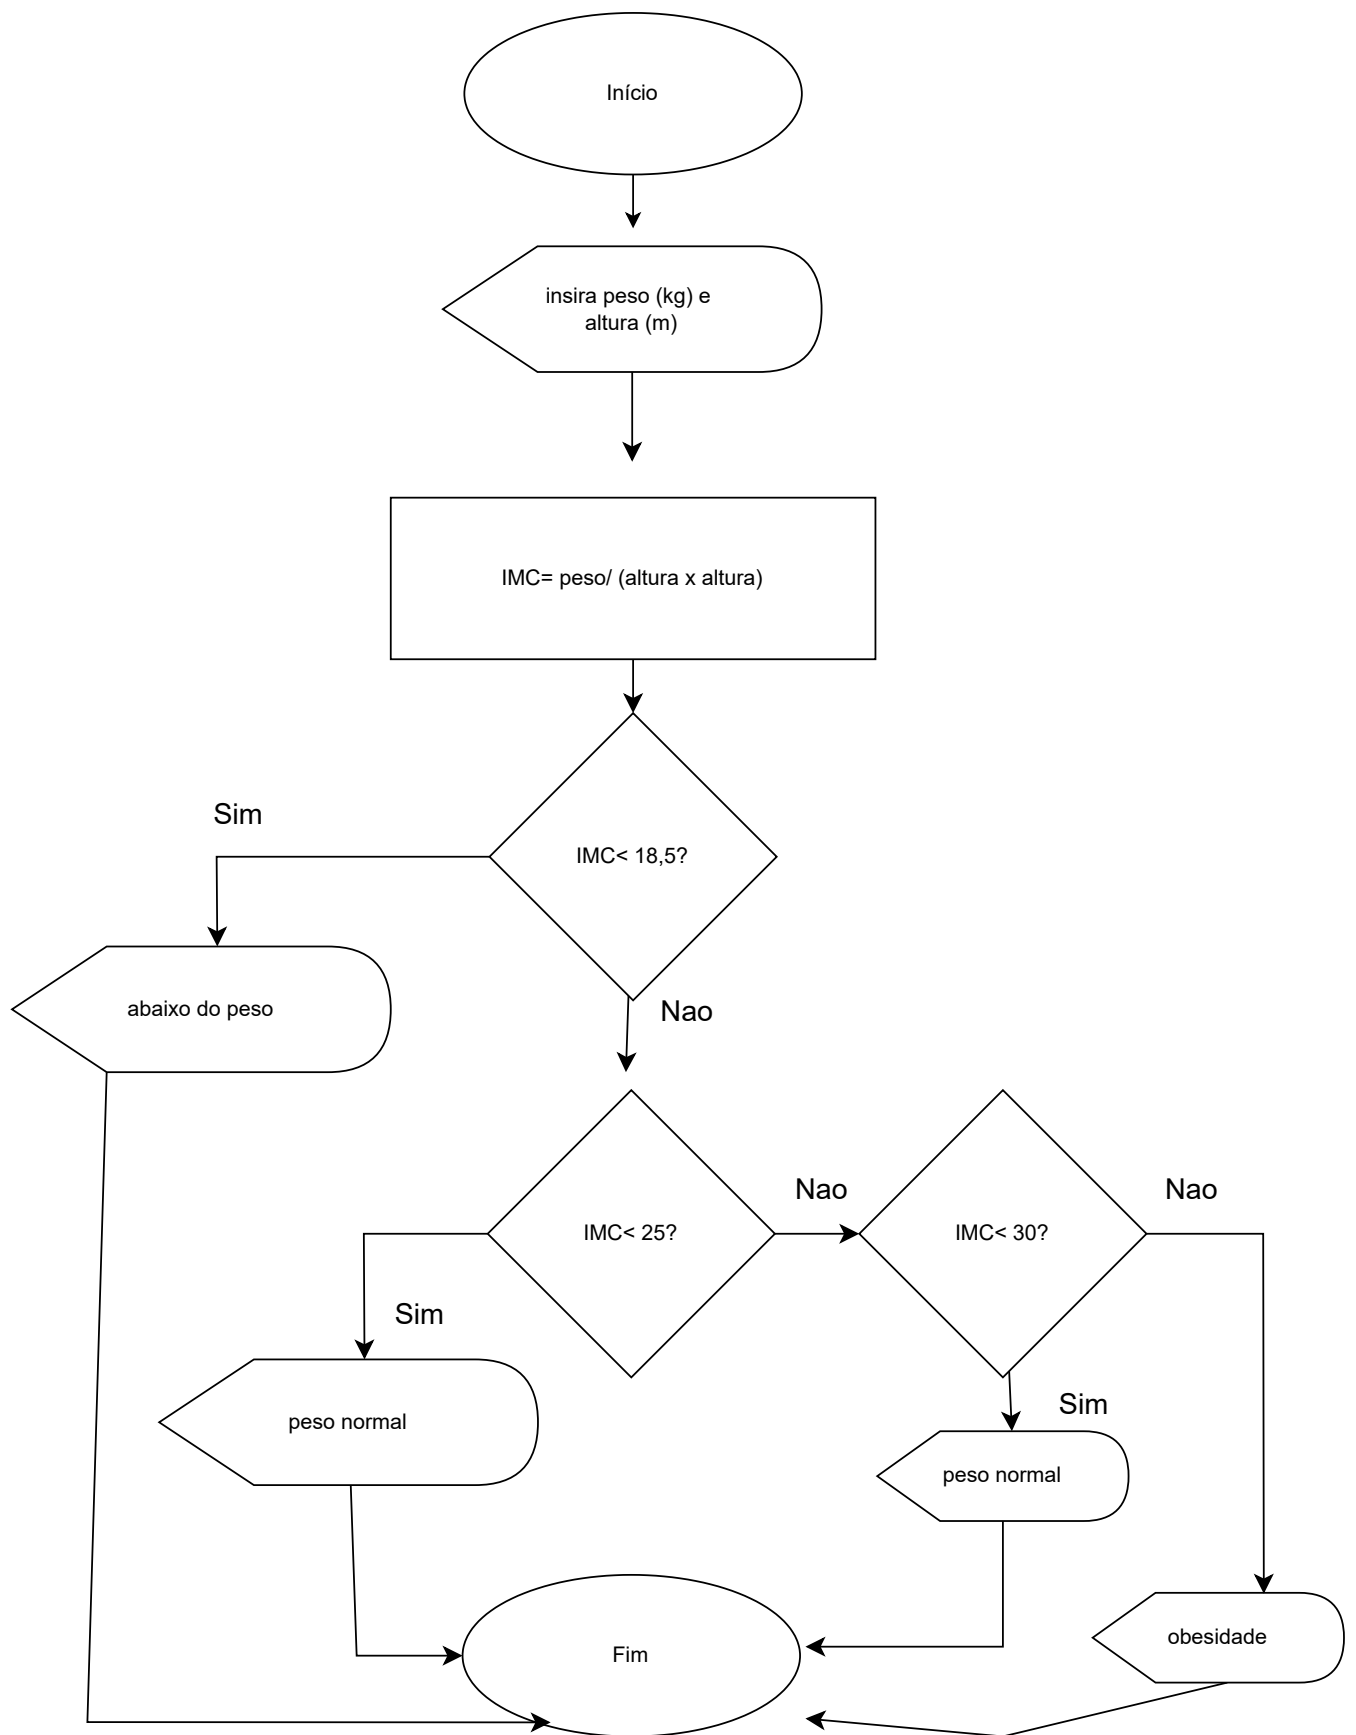 Início
insira peso (kg) e
altura (m)
IMC= peso/ (altura x altura)
Sim
IMC< 18,5?
abaixo do peso
Nao
Nao
Nao
IMC< 25?
IMC< 30?
Sim
Sim
peso normal
peso normal
obesidade
Fim